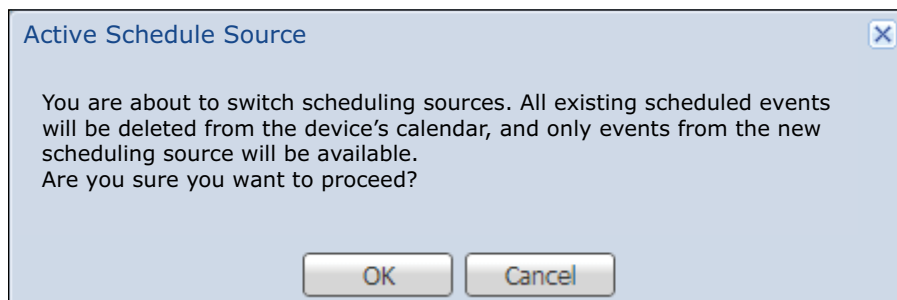 Active Schedule Source
You are about to switch scheduling sources. All existing scheduled events
will be deleted from the device’s calendar, and only events from the new
scheduling source will be available.
Are you sure you want to proceed?
OK Cancel